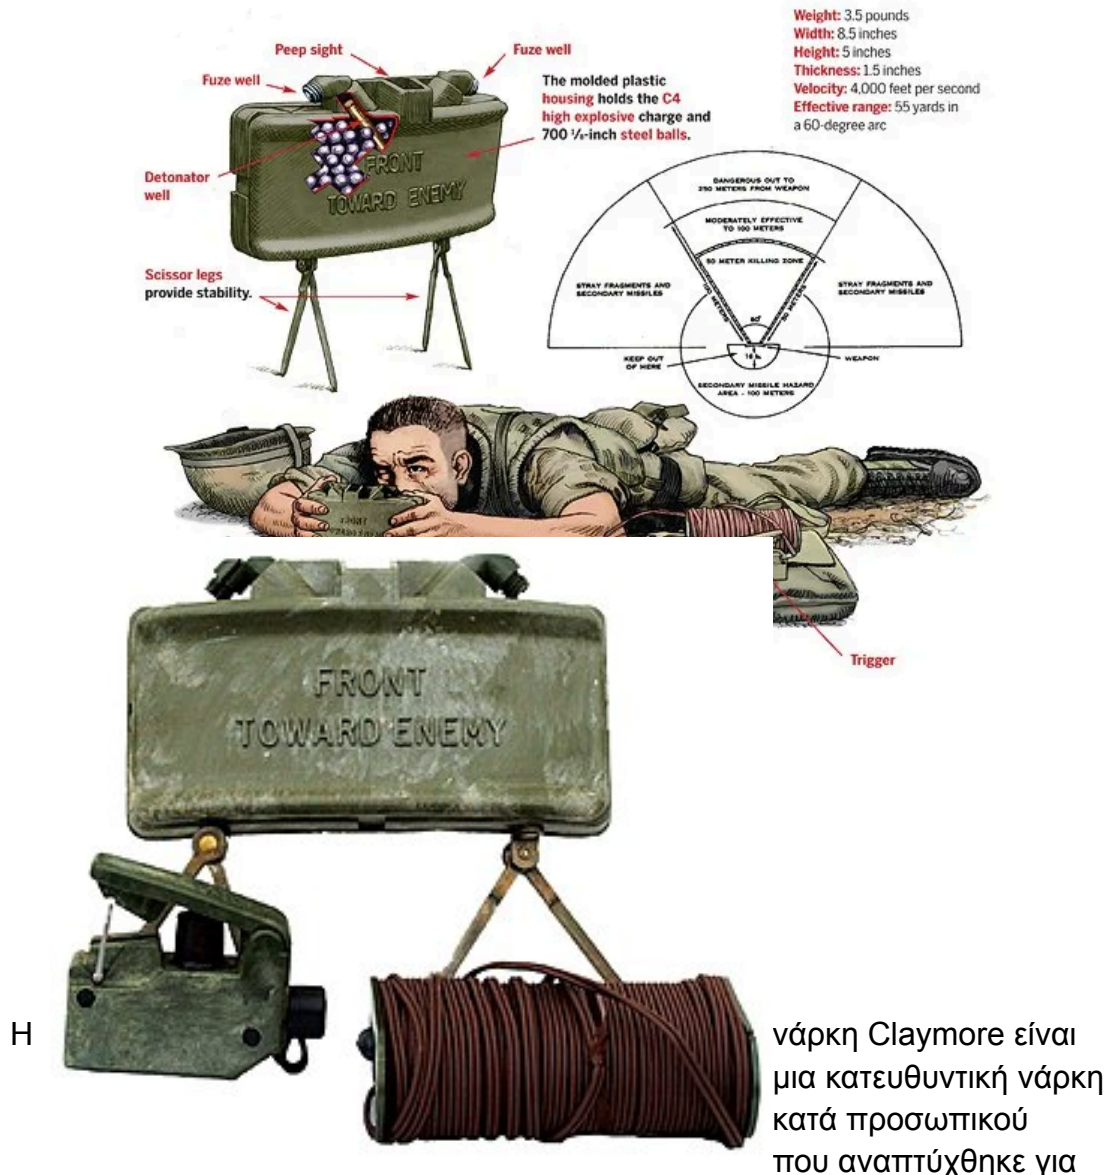 Weight: 3.5 pounds
Width: 8.5 inches
Height: 5 inches
Thickness: 1.5 inches
Velocity: 4,000 feet per second
Effective range: 55 yards in
a 60-degree arc
Peep sight
Fuze well
Fuze well
The molded plastic
housing holds the C4
high explosive charge and
700 ⅛-inch steel balls.
Detonator
well
FRONT
TOWARD ENEMY
Scissor legs
provide stability.
DANGEROUS OUT TO
250 METERS FROM WEAPON
MODERATELY EFFECTIVE
TO 100 METERS
50 METER KILLING ZONE
STRAY FRAGMENTS AND
SECONDARY MISSILES
STRAY FRAGMENTS AND
SECONDARY MISSILES
100 METERS
50 METERS
60°
KEEP OUT
OF HERE
WEAPON
SECONDARY MISSILE HAZARD
AREA - 100 METERS
Trigger
FRONT
TOWARD ENEMY
Η νάρκη Claymore είναι
μια κατευθυντική νάρκη
κατά προσωπικού
που αναπτύχθηκε για